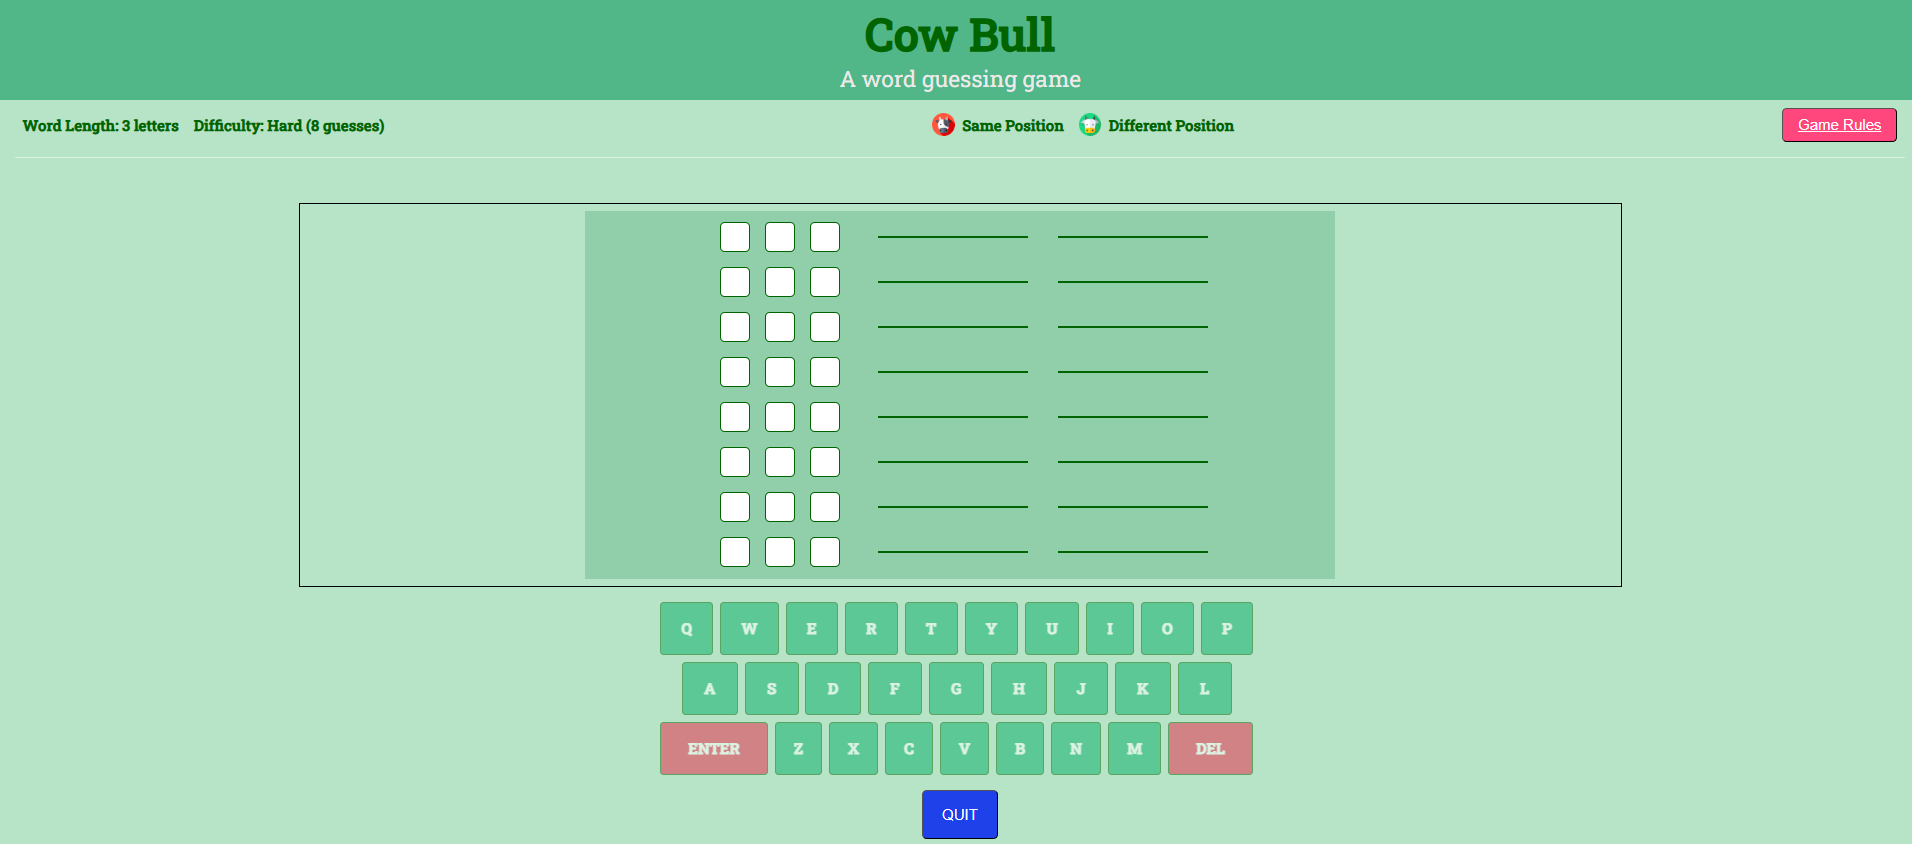 Cow Bull
A word guessing game
Word Length: 3 letters Difficulty: Hard (8 guesses) Same Position Different Position Game Rules
Q W E R T Y U I O P
A S D F G H J K L
ENTER Z X C V B N M DEL
QUIT